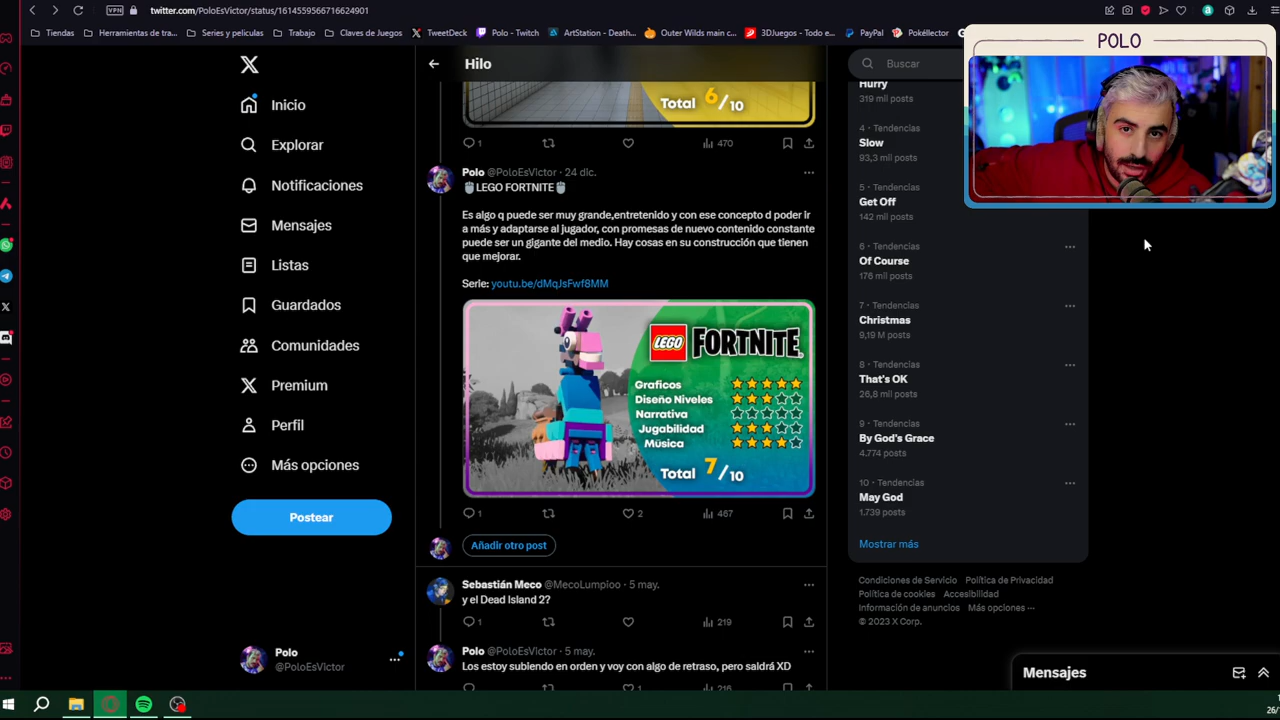 twitter.com/PoloEsVictor/status/1614559566716624901
VPN
Tiendas
Herramientas de tra...
Series y peliculas
Trabajo
Claves de Juegos
TweetDeck
Polo - Twitch
ArtStation - Death...
Outer Wilds main c...
3DJuegos - Todo e...
PayPal
Pokéllector
POLO
Inicio
Explorar
Notificaciones
Mensajes
Listas
Guardados
Comunidades
Premium
Perfil
Más opciones
Postear
Polo
@PoloEsVictor
Hilo
Total 6/10
1
470
Polo @PoloEsVictor · 24 dic.
LEGO FORTNITE
Es algo q puede ser muy grande,entretenido y con ese concepto d poder ir
a más y adaptarse al jugador, con promesas de nuevo contenido constante
puede ser un gigante del medio. Hay cosas en su construcción que tienen
que mejorar.
Serie: youtu.be/dMqJsFwf8MM
LEGO FORTNITE
Graficos
Diseño Niveles
Narrativa
Jugabilidad
Música
Total 7/10
1
2
467
Añadir otro post
Sebastián Meco @MecoLumpioo · 5 may.
y el Dead Island 2?
1
219
Polo @PoloEsVictor · 5 may.
Los estoy subiendo en orden y voy con algo de retraso, pero saldrá XD
Buscar
Hurry
319 mil posts
4 · Tendencias
Slow
93,3 mil posts
5 · Tendencias
Get Off
142 mil posts
6 · Tendencias
Of Course
176 mil posts
7 · Tendencias
Christmas
9,19 M posts
8 · Tendencias
That's OK
26,8 mil posts
9 · Tendencias
By God's Grace
4.774 posts
10 · Tendencias
May God
1.739 posts
Mostrar más
Condiciones de Servicio
Política de Privacidad
Política de cookies
Accesibilidad
Información de anuncios
Más opciones ···
© 2023 X Corp.
Mensajes